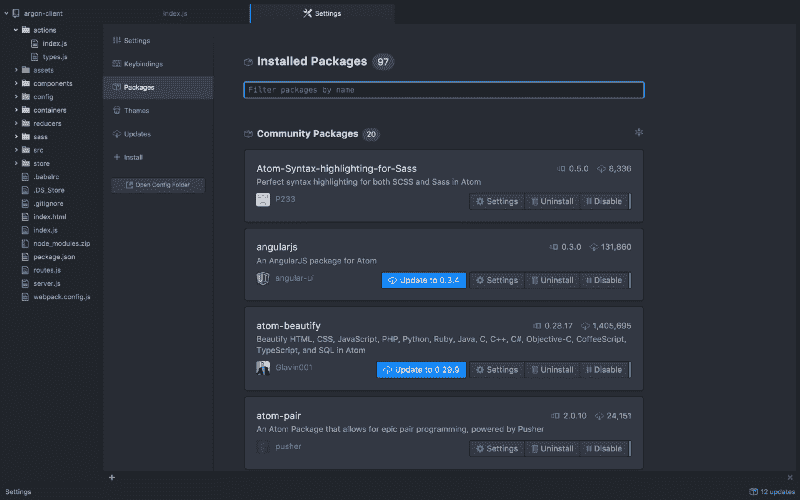 argon-client
index.js
Settings
actions
index.js
types.js
assets
components
config
containers
reducers
sass
src
store
.babelrc
.DS_Store
.gitignore
index.html
index.js
node_modules.zip
package.json
routes.js
server.js
webpack.config.js
Settings
Keybindings
Packages
Themes
Updates
Install
Open Config Folder
Installed Packages 97
Filter packages by name
Community Packages 20
Atom-Syntax-highlighting-for-Sass 0.5.0 8,336
Perfect syntax highlighting for both SCSS and Sass in Atom
P233 Settings Uninstall Disable
angularjs 0.3.0 131,860
An AngularJS package for Atom
angular-ui Update to 0.3.4 Settings Uninstall Disable
atom-beautify 0.28.17 1,405,695
Beautify HTML, CSS, JavaScript, PHP, Python, Ruby, Java, C, C++, C#, Objective-C, CoffeeScript,
TypeScript, and SQL in Atom
Glavin001 Update to 0.29.9 Settings Uninstall Disable
atom-pair 2.0.10 24,151
An Atom Package that allows for epic pair programming, powered by Pusher
pusher Settings Uninstall Disable
Settings 12 updates